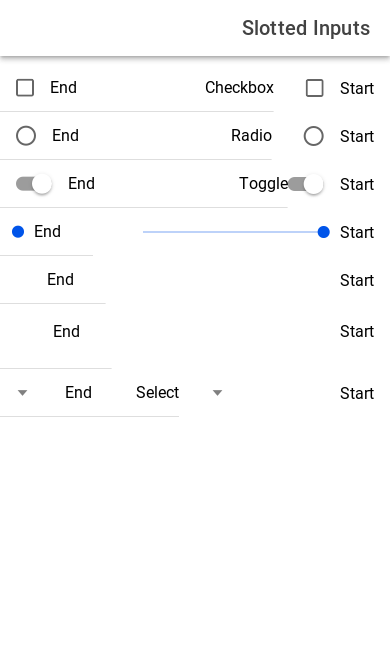 Slotted Inputs
End Checkbox Start
End Radio Start
End Toggle Start
End Start
End Start
End Start
End Select Start